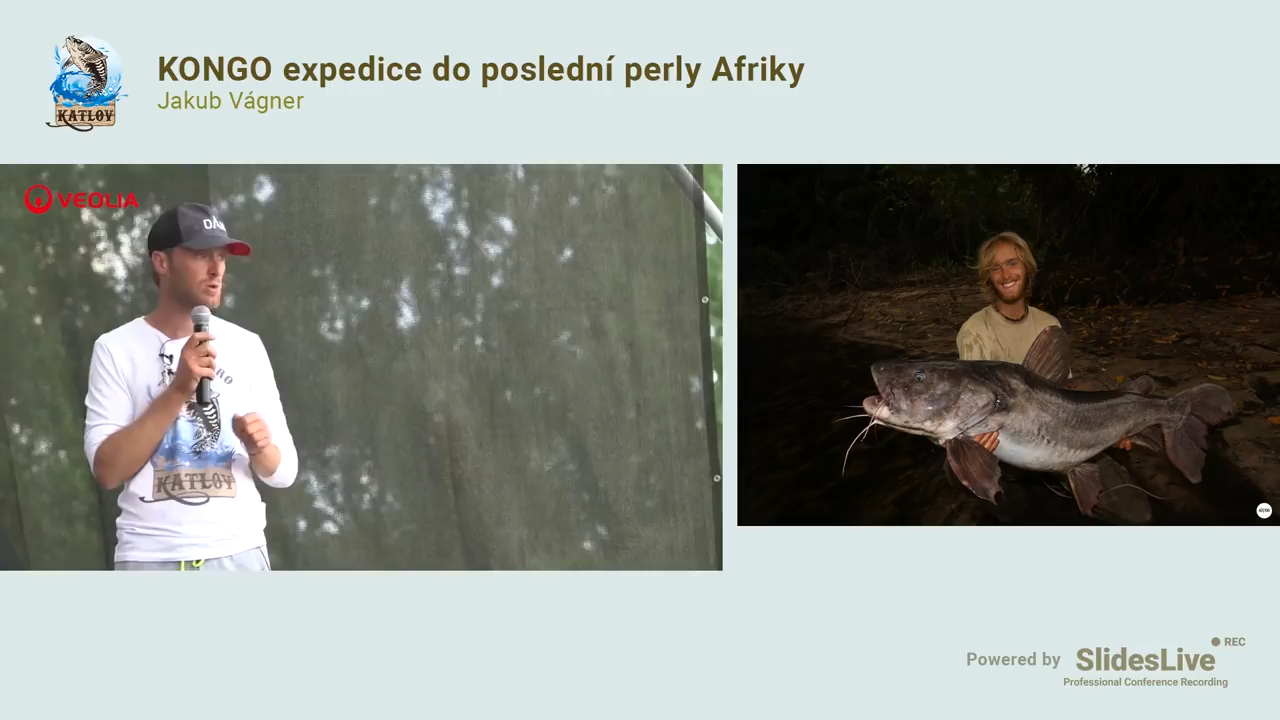 KONGO expedice do poslední perly Afriky
Jakub Vágner
KATLOV
VEOLIA
KATLOV
REC
Powered by SlidesLive
Professional Conference Recording